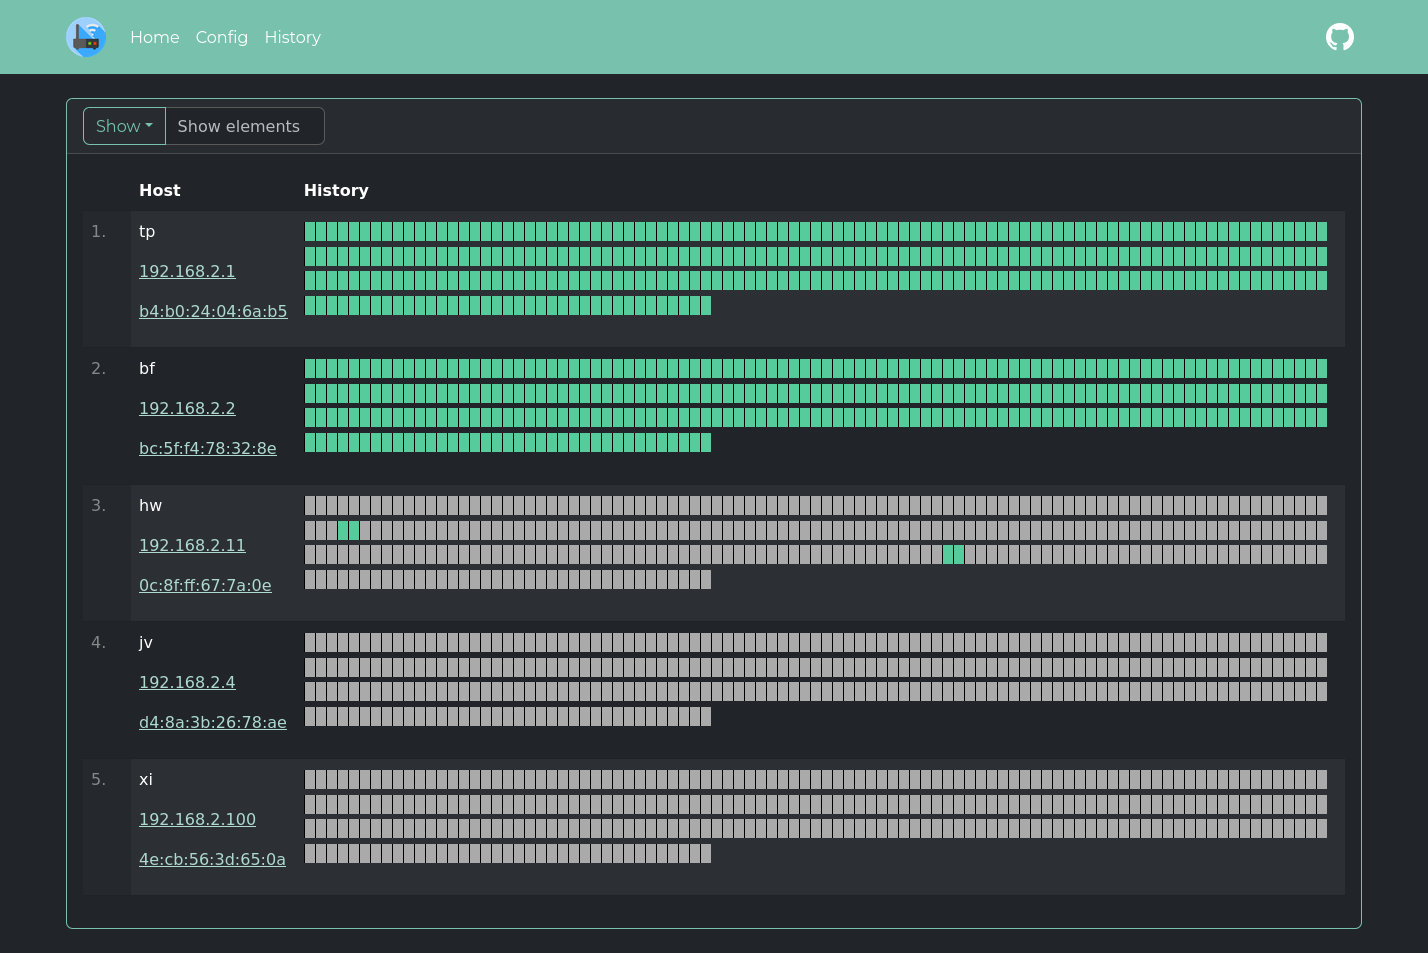 Home Config History
Show Show elements
Host History
1. tp
192.168.2.1
b4:b0:24:04:6a:b5
2. bf
192.168.2.2
bc:5f:f4:78:32:8e
3. hw
192.168.2.11
0c:8f:ff:67:7a:0e
4. jv
192.168.2.4
d4:8a:3b:26:78:ae
5. xi
192.168.2.100
4e:cb:56:3d:65:0a